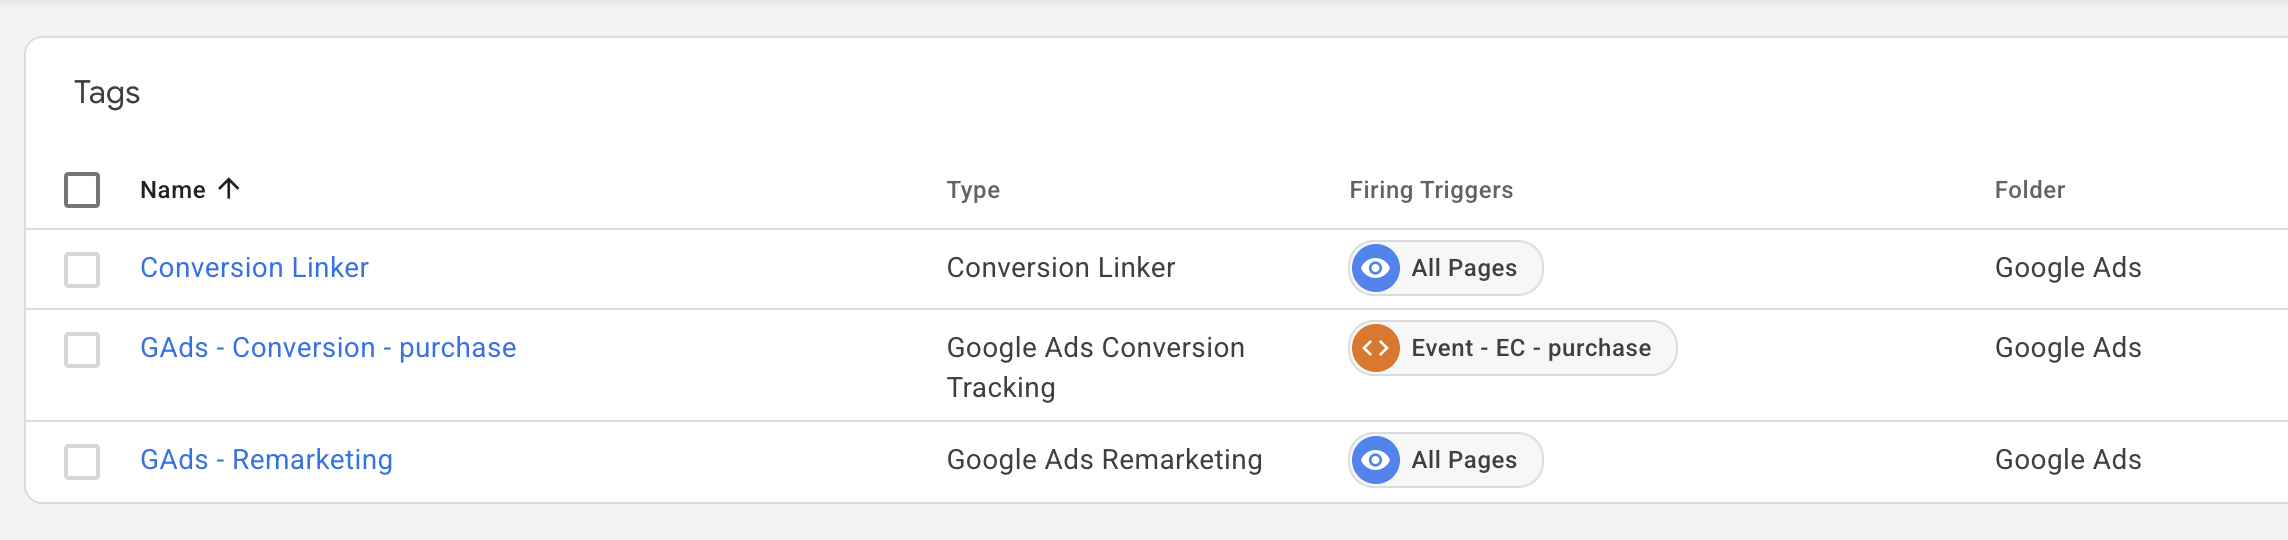 Tags
Name Type Firing Triggers Folder
Conversion Linker Conversion Linker All Pages Google Ads
GAds - Conversion - purchase Google Ads Conversion Event - EC - purchase Google Ads
Tracking
GAds - Remarketing Google Ads Remarketing All Pages Google Ads